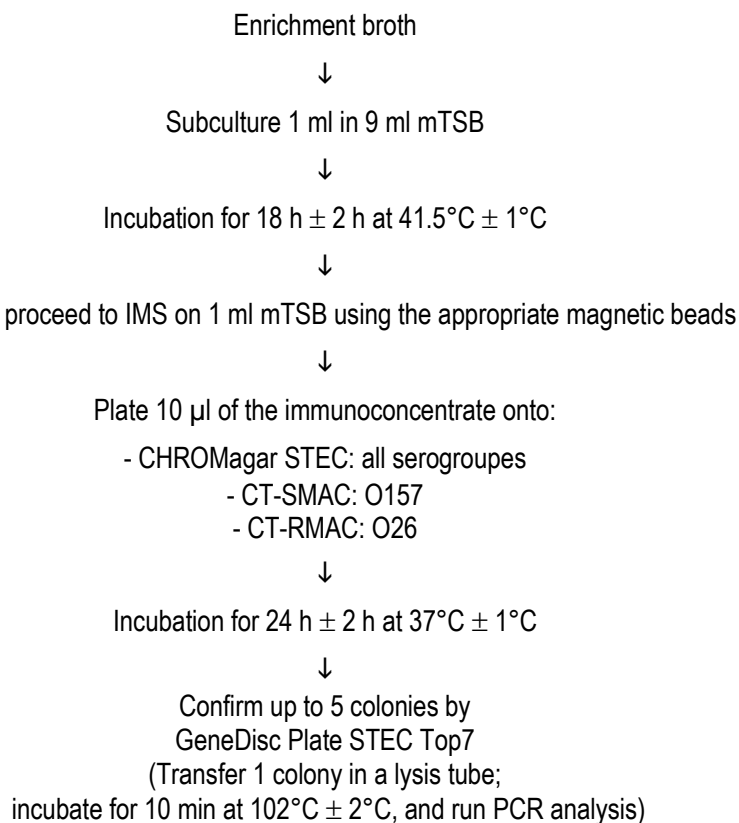 Enrichment broth
↓
Subculture 1 ml in 9 ml mTSB
↓
Incubation for 18 h ± 2 h at 41.5°C ± 1°C
↓
proceed to IMS on 1 ml mTSB using the appropriate magnetic beads
↓
Plate 10 µl of the immunoconcentrate onto:
- CHROMagar STEC: all serogroupes
- CT-SMAC: O157
- CT-RMAC: O26
↓
Incubation for 24 h ± 2 h at 37°C ± 1°C
↓
Confirm up to 5 colonies by
GeneDisc Plate STEC Top7
(Transfer 1 colony in a lysis tube;
incubate for 10 min at 102°C ± 2°C, and run PCR analysis)